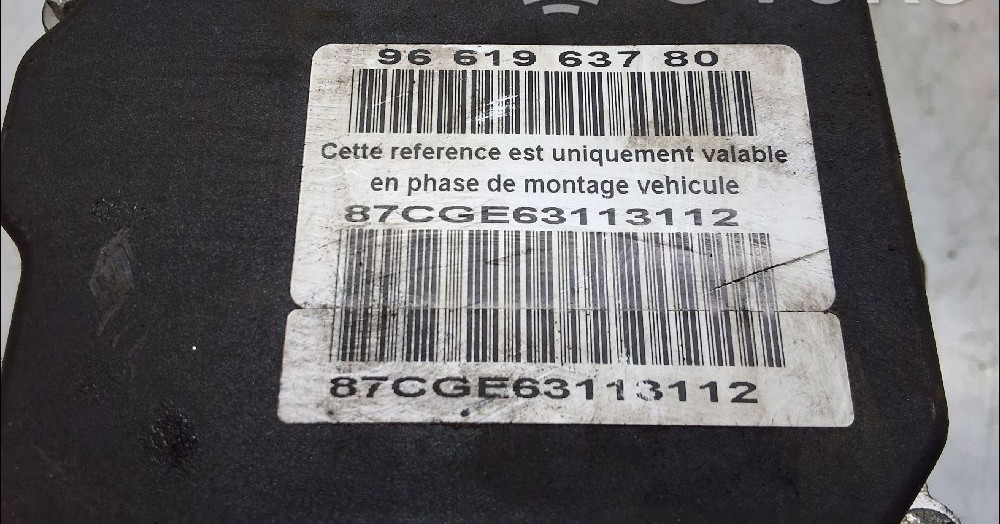 96 619 637 80
Cette reference est uniquement valable
en phase de montage vehicule
87CGE63113112
87CGE63113112